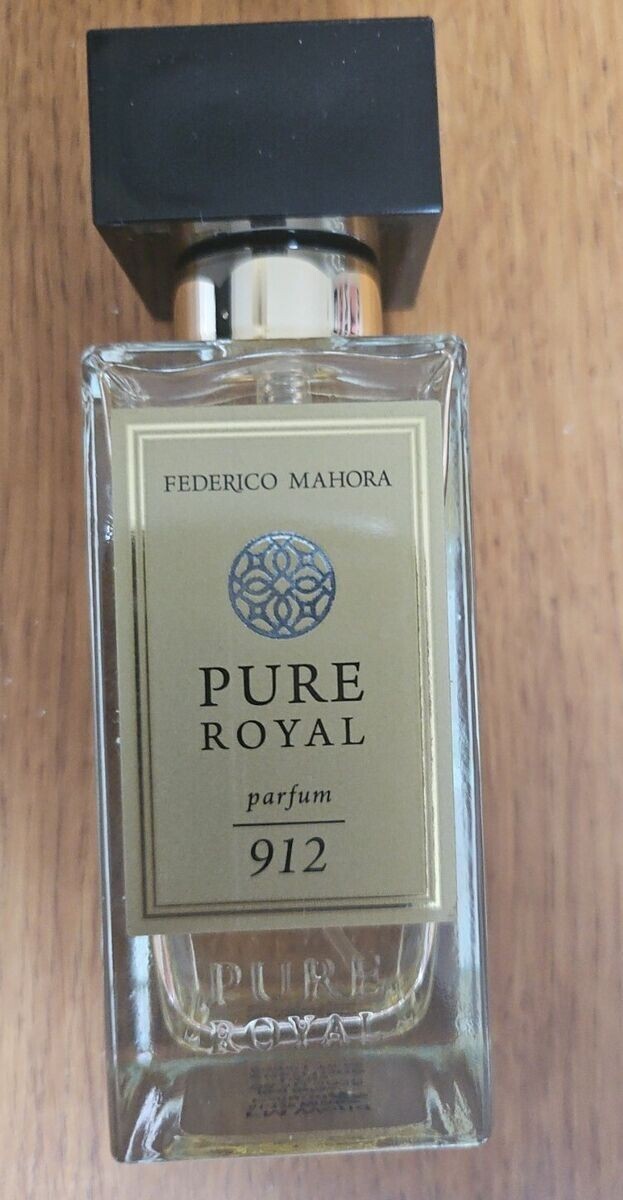 FEDERICO MAHORA
PURE
ROYAL
parfum
912
PURE
ROYAL